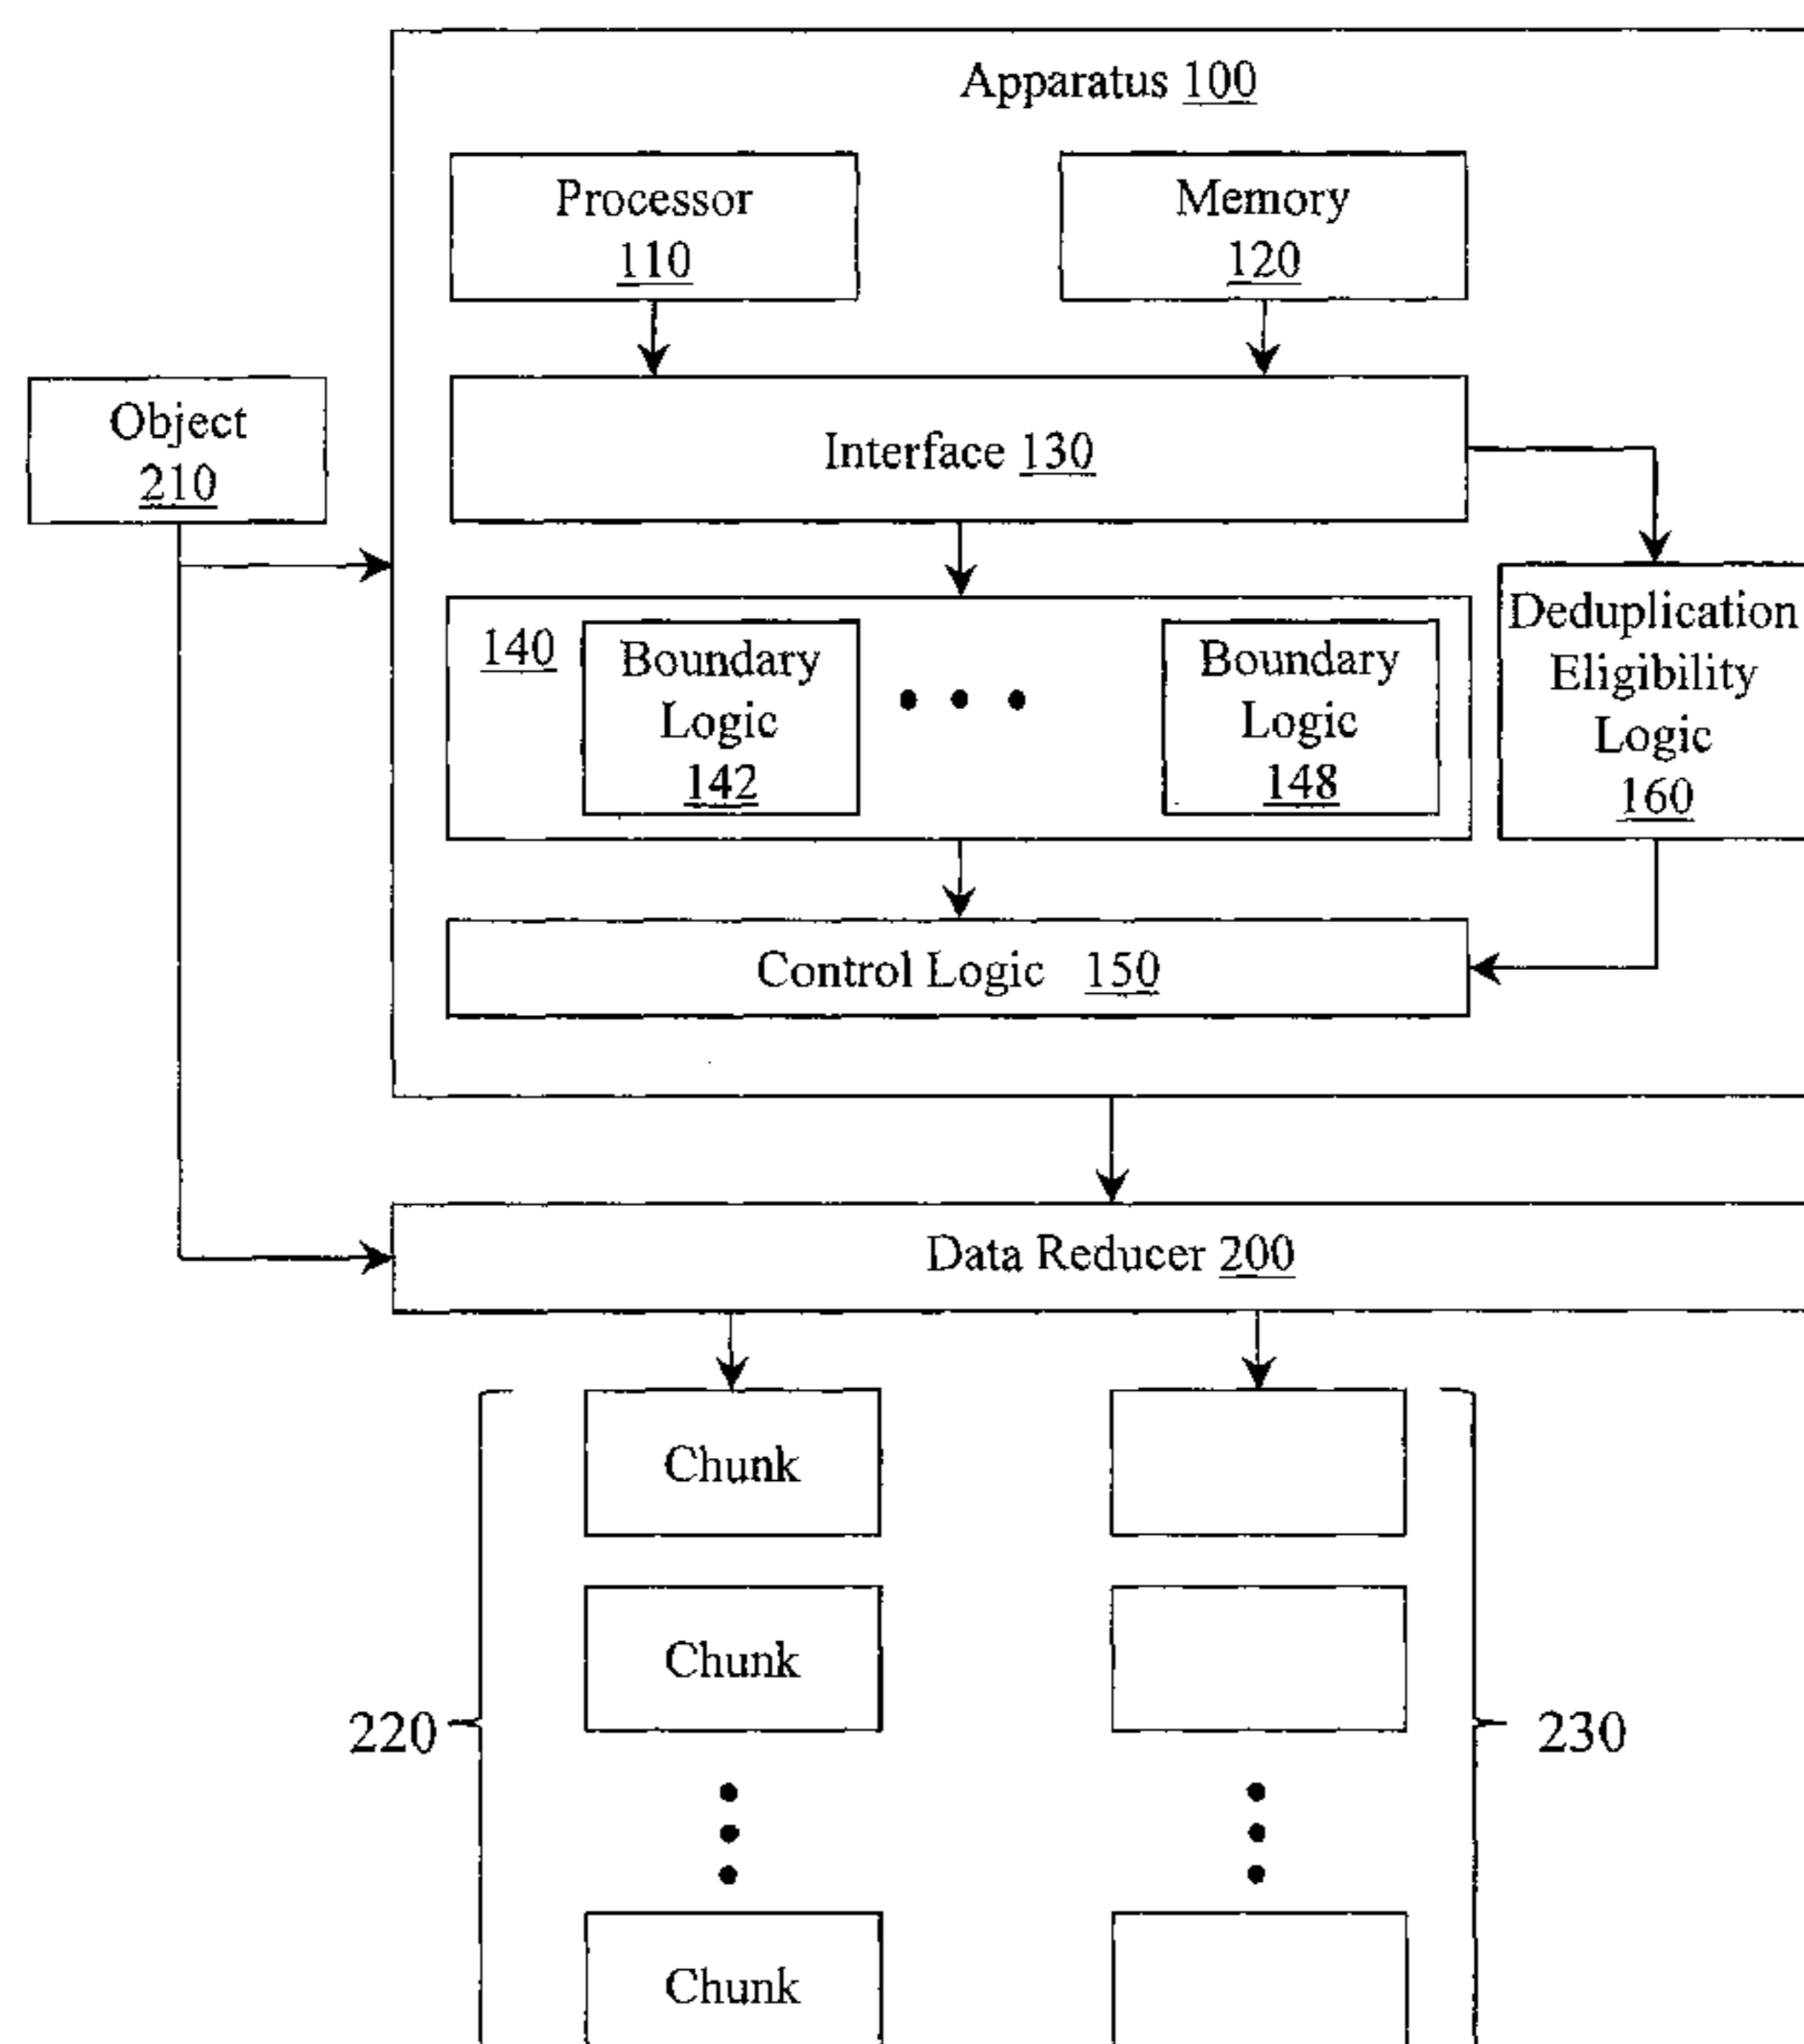 Apparatus 100
Processor
110
Memory
120
Object
210
Interface 130
140
Boundary
Logic
142
Boundary
Logic
148
Deduplication
Eligibility
Logic
160
Control Logic 150
Data Reducer 200
Chunk
Chunk
220
230
Chunk